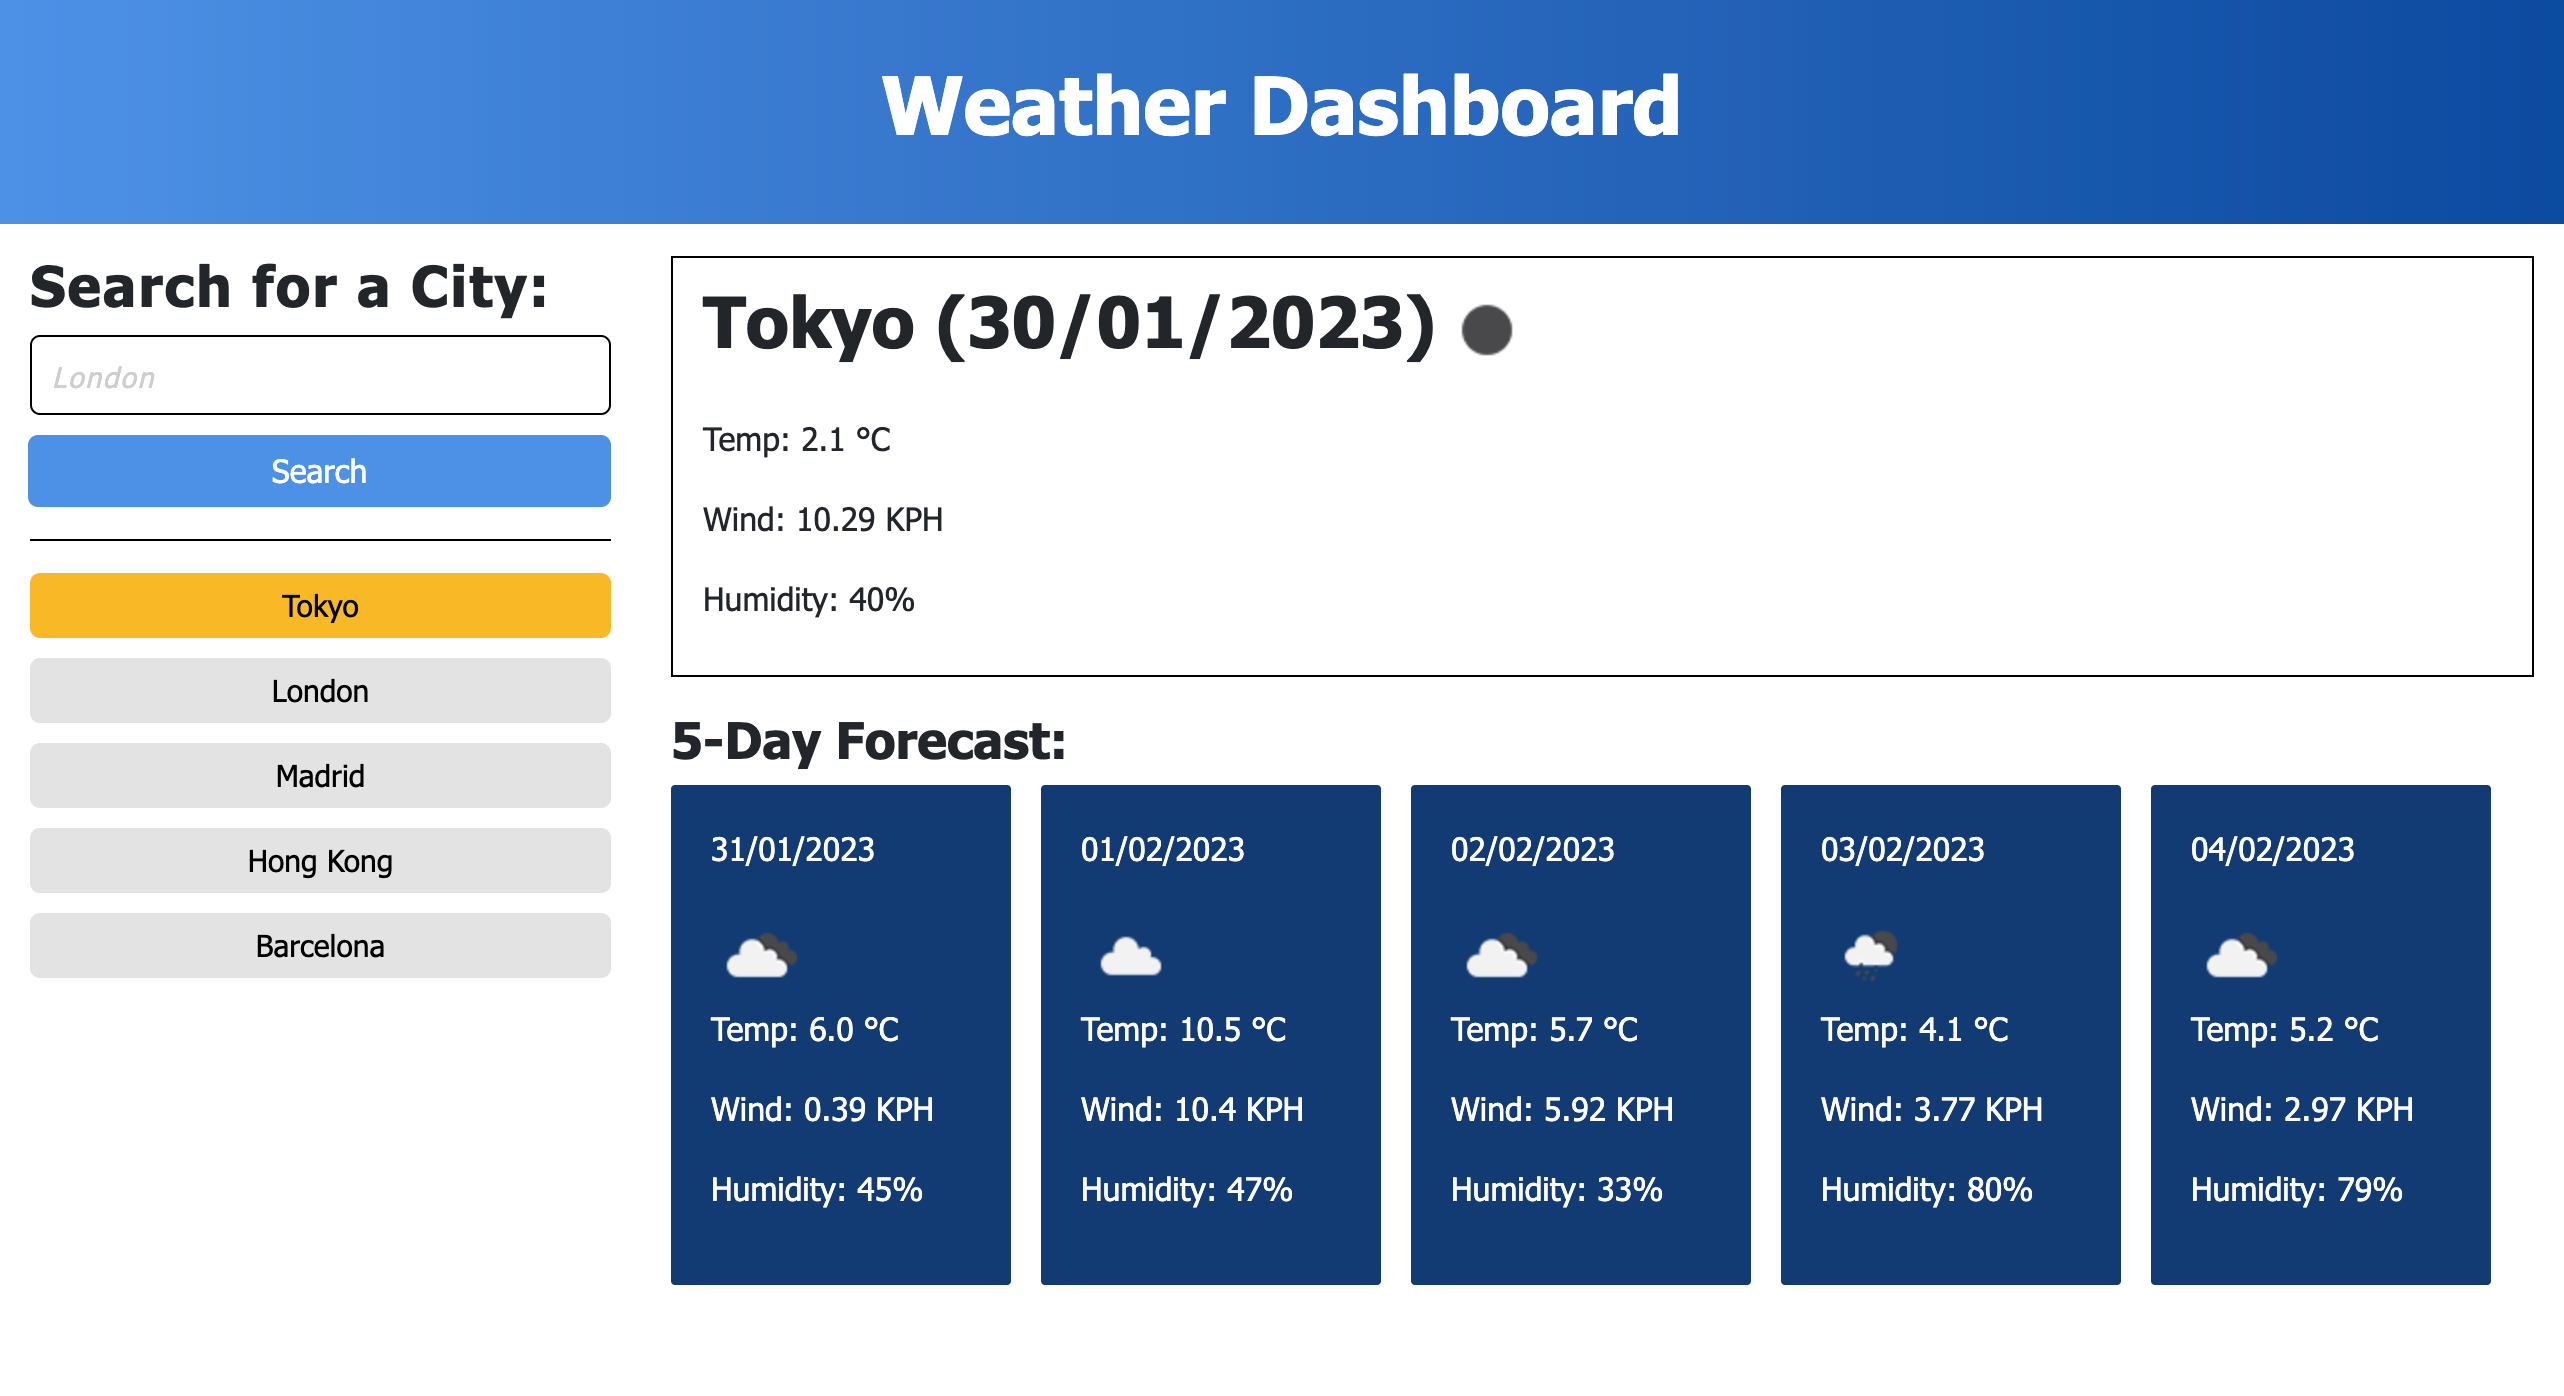 Weather Dashboard
Search for a City:
London
Search
Tokyo
London
Madrid
Hong Kong
Barcelona
Tokyo (30/01/2023)
Temp: 2.1 °C
Wind: 10.29 KPH
Humidity: 40%
5-Day Forecast:
31/01/2023
Temp: 6.0 °C
Wind: 0.39 KPH
Humidity: 45%
01/02/2023
Temp: 10.5 °C
Wind: 10.4 KPH
Humidity: 47%
02/02/2023
Temp: 5.7 °C
Wind: 5.92 KPH
Humidity: 33%
03/02/2023
Temp: 4.1 °C
Wind: 3.77 KPH
Humidity: 80%
04/02/2023
Temp: 5.2 °C
Wind: 2.97 KPH
Humidity: 79%